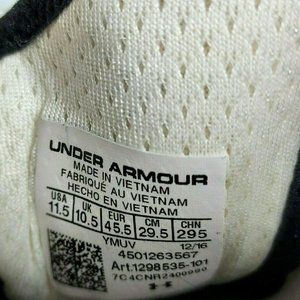 UNDER ARMOUR
MADE IN VIETNAM
FABRIQUÉ AU VIETNAM
HECHO EN VIETNAM
USA UK EUR CM CHN
11.5 10.5 45.5 29.5 295
YMUV 12/16
4501263567
Art.1298535-101